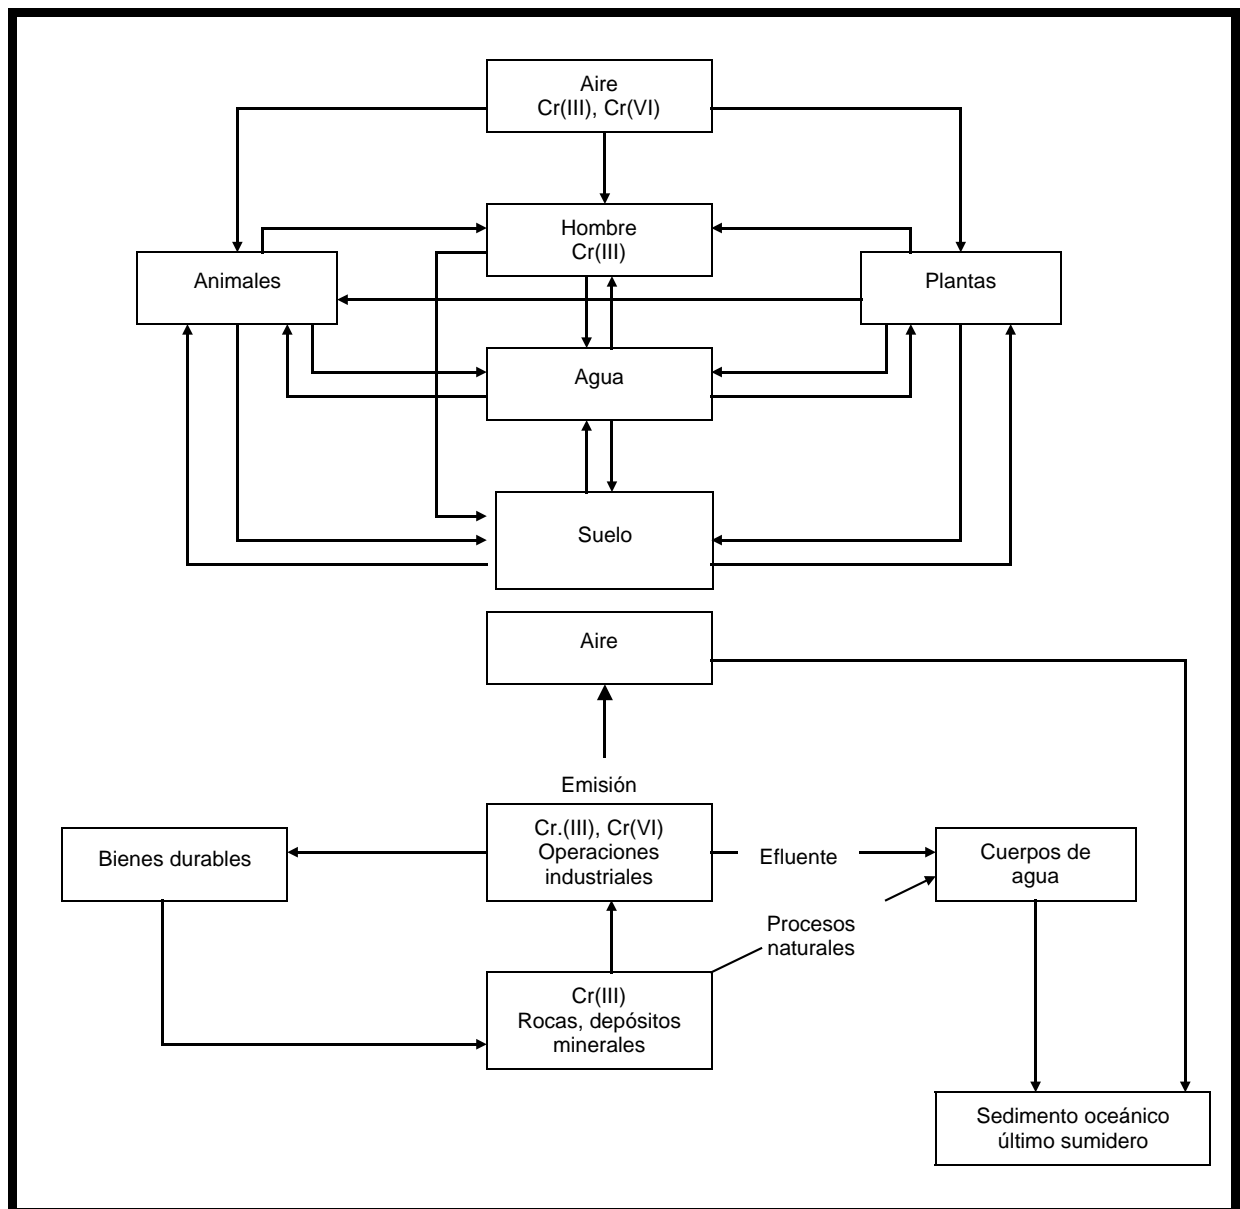 Aire
Cr(III), Cr(VI)
Hombre
Cr(III)
Animales
Plantas
Agua
Suelo
Aire
Emisión
Cr.(III), Cr(VI)
Operaciones
industriales
Bienes durables
Efluente
Cuerpos de
agua
Procesos
naturales
Cr(III)
Rocas, depósitos
minerales
Sedimento oceánico
último sumidero